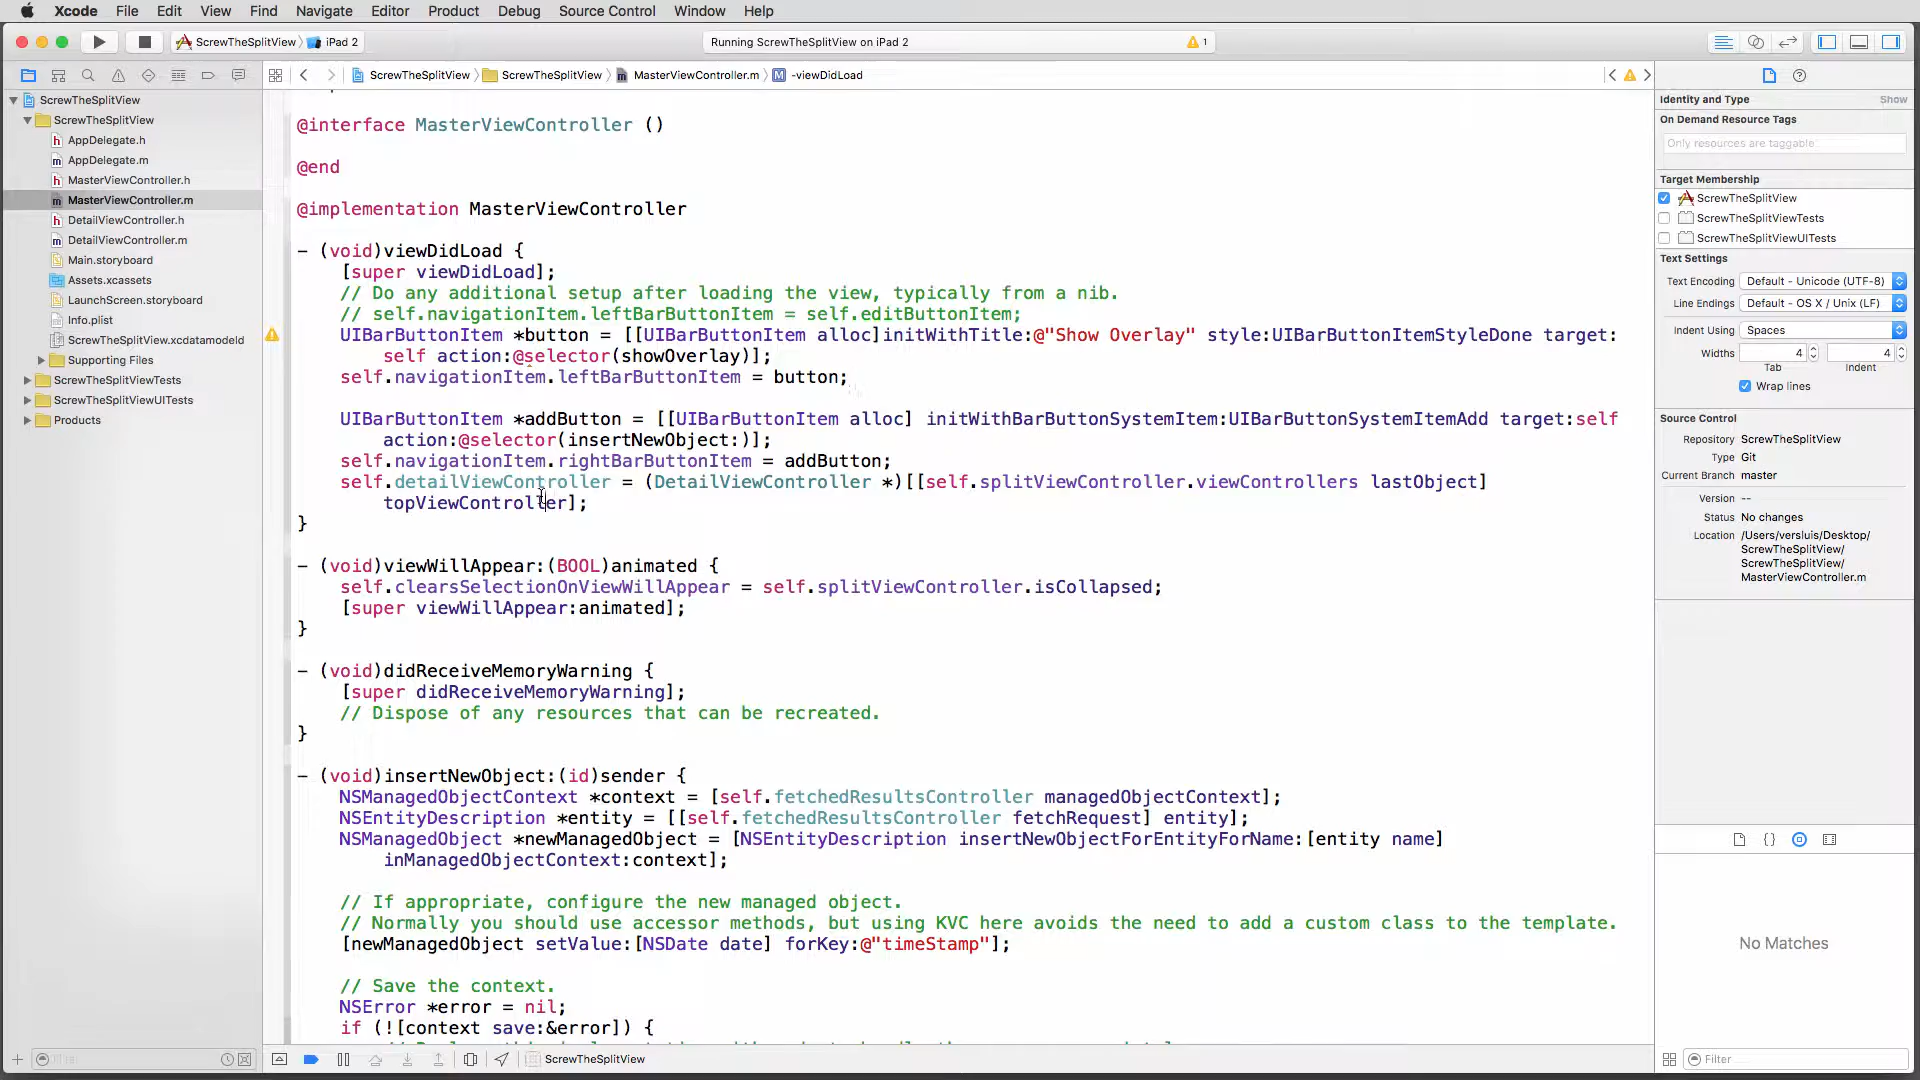 Xcode File Edit View Find Navigate Editor Product Debug Source Control Window Help
ScrewTheSplitView iPad 2
Running ScrewTheSplitView on iPad 2
1
ScrewTheSplitView ScrewTheSplitView MasterViewController.m M -viewDidLoad
ScrewTheSplitView
ScrewTheSplitView
h AppDelegate.h
m AppDelegate.m
h MasterViewController.h
m MasterViewController.m
h DetailViewController.h
m DetailViewController.m
Main.storyboard
Assets.xcassets
LaunchScreen.storyboard
Info.plist
ScrewTheSplitView.xcdatamodeld
Supporting Files
ScrewTheSplitViewTests
ScrewTheSplitViewUITests
Products
@interface MasterViewController ()
@end
@implementation MasterViewController
- (void)viewDidLoad {
[super viewDidLoad];
// Do any additional setup after loading the view, typically from a nib.
// self.navigationItem.leftBarButtonItem = self.editButtonItem;
UIBarButtonItem *button = [[UIBarButtonItem alloc]initWithTitle:@"Show Overlay" style:UIBarButtonItemStyleDone target:
self action:@selector(showOverlay)];
self.navigationItem.leftBarButtonItem = button;
UIBarButtonItem *addButton = [[UIBarButtonItem alloc] initWithBarButtonSystemItem:UIBarButtonSystemItemAdd target:self
action:@selector(insertNewObject:)];
self.navigationItem.rightBarButtonItem = addButton;
self.detailViewController = (DetailViewController *)[[self.splitViewController.viewControllers lastObject]
topViewController];
}
- (void)viewWillAppear:(BOOL)animated {
self.clearsSelectionOnViewWillAppear = self.splitViewController.isCollapsed;
[super viewWillAppear:animated];
}
- (void)didReceiveMemoryWarning {
[super didReceiveMemoryWarning];
// Dispose of any resources that can be recreated.
}
- (void)insertNewObject:(id)sender {
NSManagedObjectContext *context = [self.fetchedResultsController managedObjectContext];
NSEntityDescription *entity = [[self.fetchedResultsController fetchRequest] entity];
NSManagedObject *newManagedObject = [NSEntityDescription insertNewObjectForEntityForName:[entity name]
inManagedObjectContext:context];
// If appropriate, configure the new managed object.
// Normally you should use accessor methods, but using KVC here avoids the need to add a custom class to the template.
[newManagedObject setValue:[NSDate date] forKey:@"timeStamp"];
// Save the context.
NSError *error = nil;
if (![context save:&error]) {
ScrewTheSplitView
Identity and Type Show
On Demand Resource Tags
Only resources are taggable
Target Membership
ScrewTheSplitView
ScrewTheSplitViewTests
ScrewTheSplitViewUITests
Text Settings
Text Encoding Default - Unicode (UTF-8)
Line Endings Default - OS X / Unix (LF)
Indent Using Spaces
Widths 4 4
Tab Indent
Wrap lines
Source Control
Repository ScrewTheSplitView
Type Git
Current Branch master
Version --
Status No changes
Location /Users/versluis/Desktop/
ScrewTheSplitView/
ScrewTheSplitView/
MasterViewController.m
{ }
No Matches
Filter